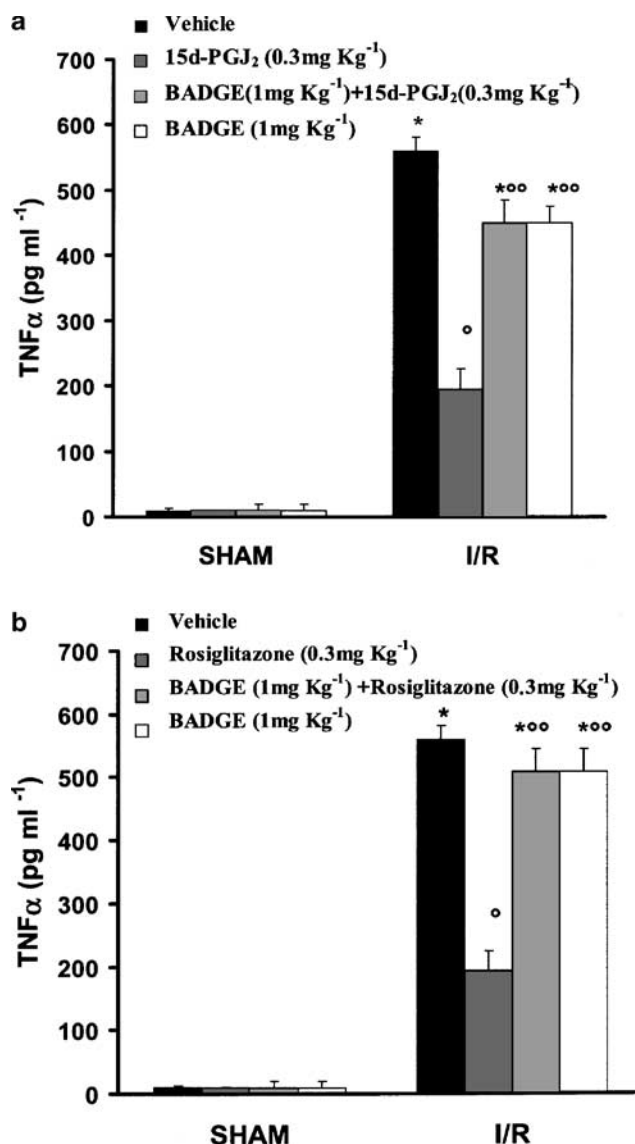 a
Vehicle
15d-PGJ₂ (0.3mg Kg⁻¹)
BADGE(1mg Kg⁻¹)+15d-PGJ₂(0.3mg Kg⁻¹)
BADGE (1mg Kg⁻¹)
700
600
500
400
300
200
100
0
TNFα (pg ml⁻¹)
*
°
*°°
*°°
SHAM
I/R
b
Vehicle
Rosiglitazone (0.3mg Kg⁻¹)
BADGE (1mg Kg⁻¹) +Rosiglitazone (0.3mg Kg⁻¹)
BADGE (1mg Kg⁻¹)
700
600
500
400
300
200
100
0
TNFα (pg ml⁻¹)
*
°
*°°
*°°
SHAM
I/R